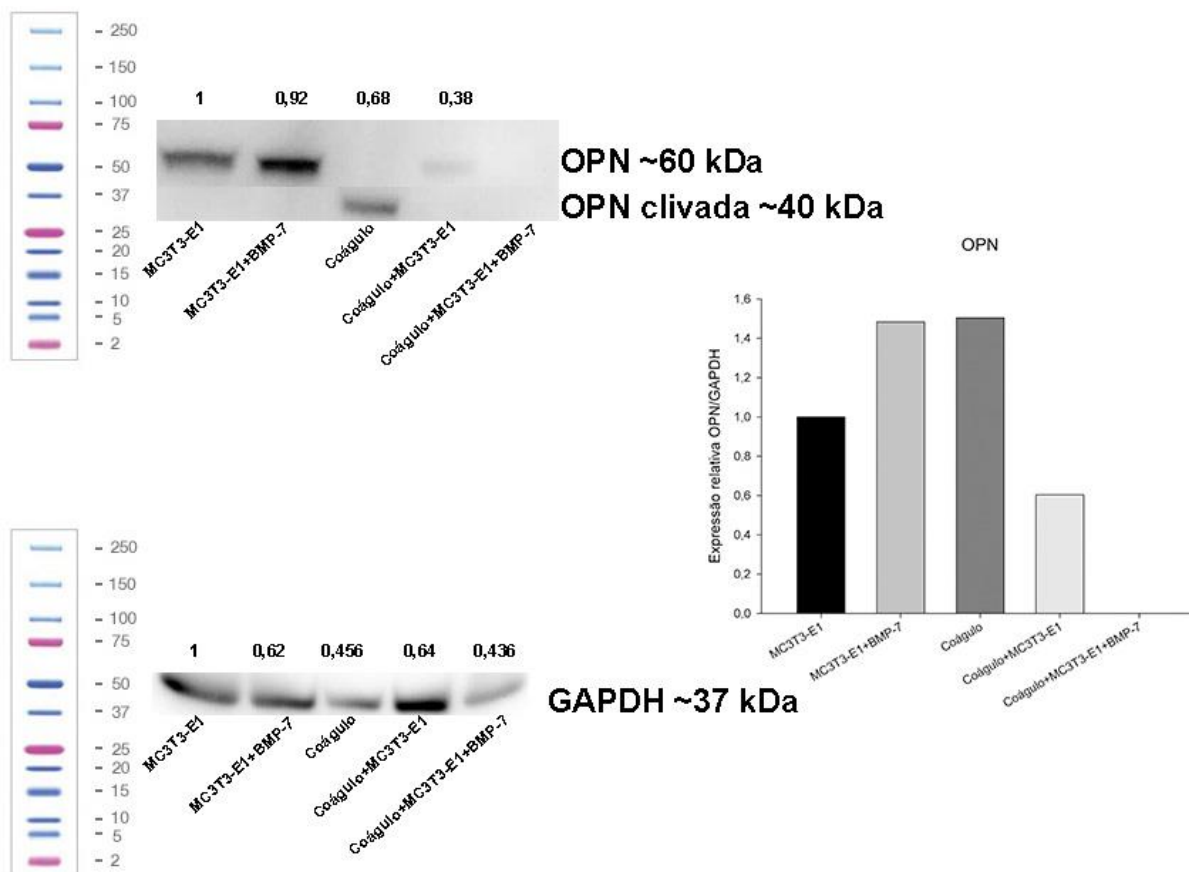 - 250
- 150
- 100
- 75
- 50
- 37
- 25
- 20
- 15
- 10
- 5
- 2
1 0,92 0,68 0,38
OPN ~60 kDa
OPN clivada ~40 kDa
MC3T3-E1
MC3T3-E1+BMP-7
Coágulo
Coágulo+MC3T3-E1
Coágulo+MC3T3-E1+BMP-7
OPN
Expressão relativa OPN/GAPDH
1,6
1,4
1,2
1,0
0,8
0,6
0,4
0,2
0,0
MC3T3-E1
MC3T3-E1+BMP-7
Coágulo
Coágulo+MC3T3-E1
Coágulo+MC3T3-E1+BMP-7
- 250
- 150
- 100
- 75
- 50
- 37
- 25
- 20
- 15
- 10
- 5
- 2
1 0,62 0,456 0,64 0,436
GAPDH ~37 kDa
MC3T3-E1
MC3T3-E1+BMP-7
Coágulo
Coágulo+MC3T3-E1
Coágulo+MC3T3-E1+BMP-7